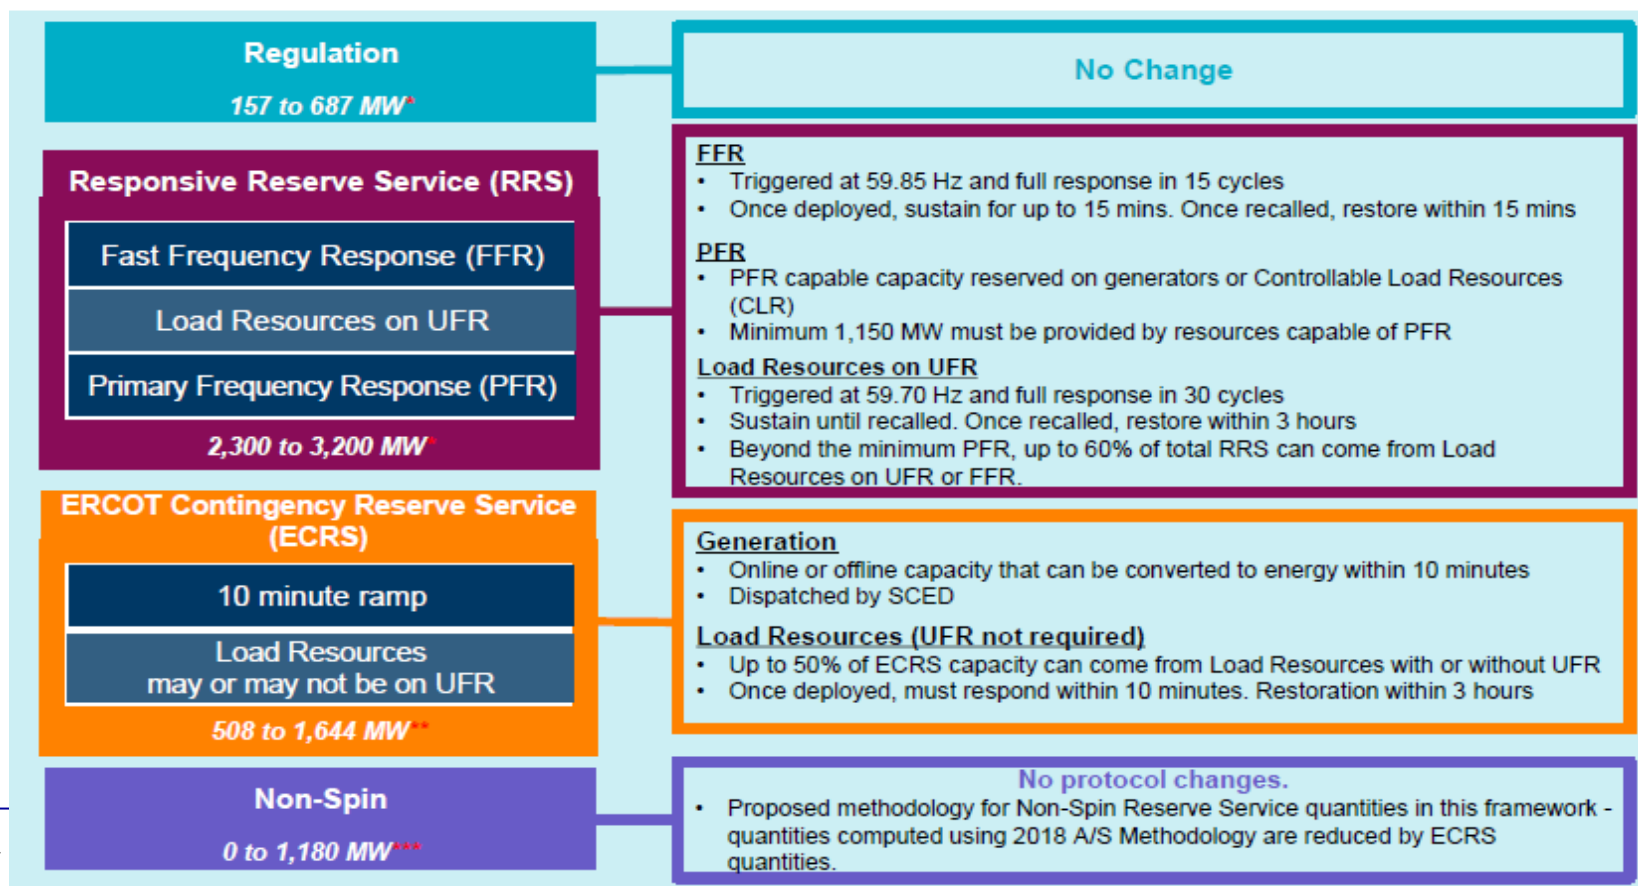 Regulation
157 to 687 MW*
No Change
Responsive Reserve Service (RRS)
Fast Frequency Response (FFR)
Load Resources on UFR
Primary Frequency Response (PFR)
2,300 to 3,200 MW*
FFR
• Triggered at 59.85 Hz and full response in 15 cycles
• Once deployed, sustain for up to 15 mins. Once recalled, restore within 15 mins
PFR
• PFR capable capacity reserved on generators or Controllable Load Resources
(CLR)
• Minimum 1,150 MW must be provided by resources capable of PFR
Load Resources on UFR
• Triggered at 59.70 Hz and full response in 30 cycles
• Sustain until recalled. Once recalled, restore within 3 hours
• Beyond the minimum PFR, up to 60% of total RRS can come from Load
Resources on UFR or FFR.
ERCOT Contingency Reserve Service
(ECRS)
10 minute ramp
Load Resources
may or may not be on UFR
508 to 1,644 MW**
Generation
• Online or offline capacity that can be converted to energy within 10 minutes
• Dispatched by SCED
Load Resources (UFR not required)
• Up to 50% of ECRS capacity can come from Load Resources with or without UFR
• Once deployed, must respond within 10 minutes. Restoration within 3 hours
Non-Spin
0 to 1,180 MW***
No protocol changes.
• Proposed methodology for Non-Spin Reserve Service quantities in this framework -
quantities computed using 2018 A/S Methodology are reduced by ECRS
quantities.